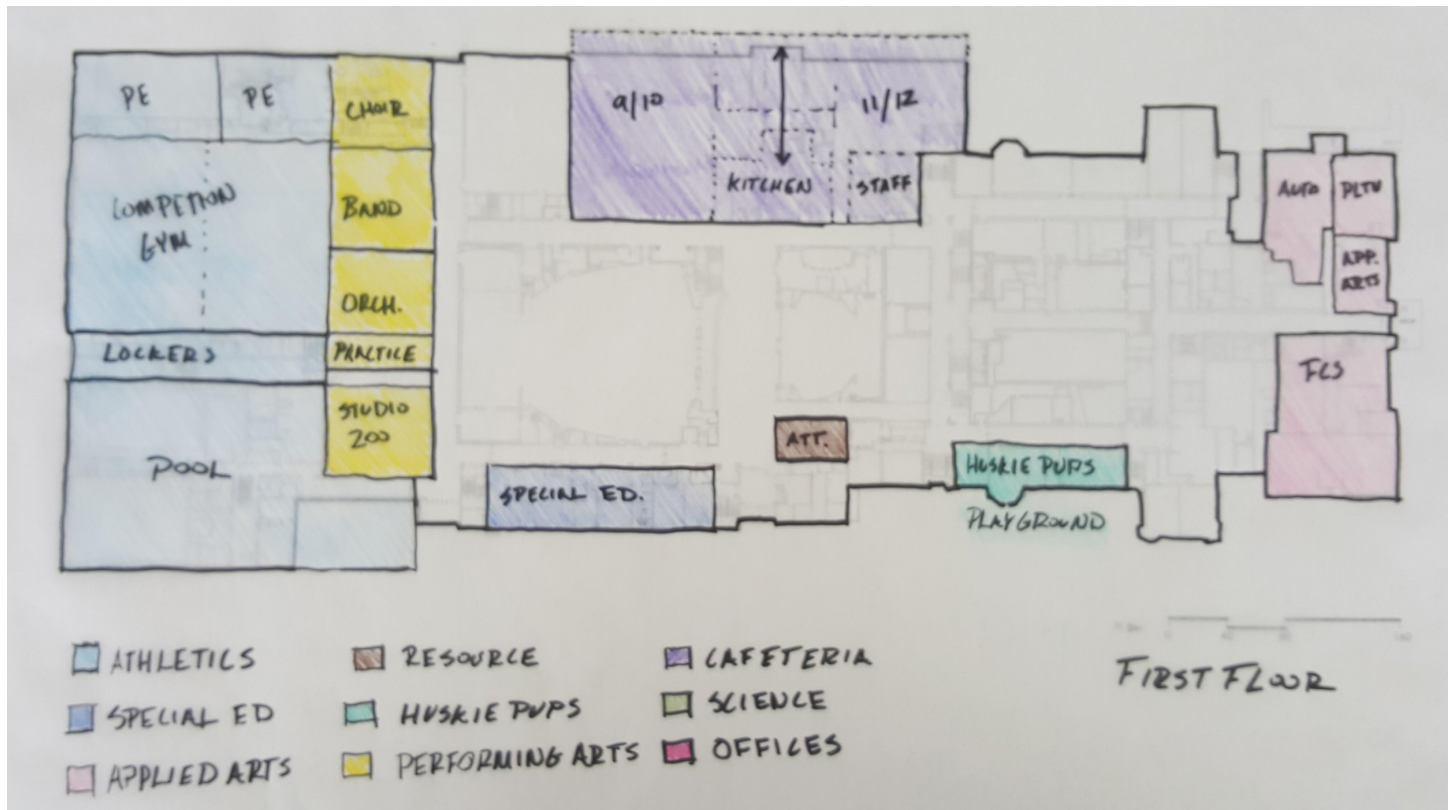 PE
PE
CHOIR
9/10
11/12
KITCHEN
STAFF
COMPETION
GYM
BAND
ORCH.
AUTO
PLTW
APP.
ARTS
LOCKERS
PRACTICE
FCS
STUDIO
200
POOL
ATT.
SPECIAL ED.
HUSKIE PUPS
PLAYGROUND
ATHLETICS
RESOURCE
CAFETERIA
SPECIAL ED
HUSKIE PUPS
SCIENCE
APPLIED ARTS
PERFORMING ARTS
OFFICES
FIRST FLOOR